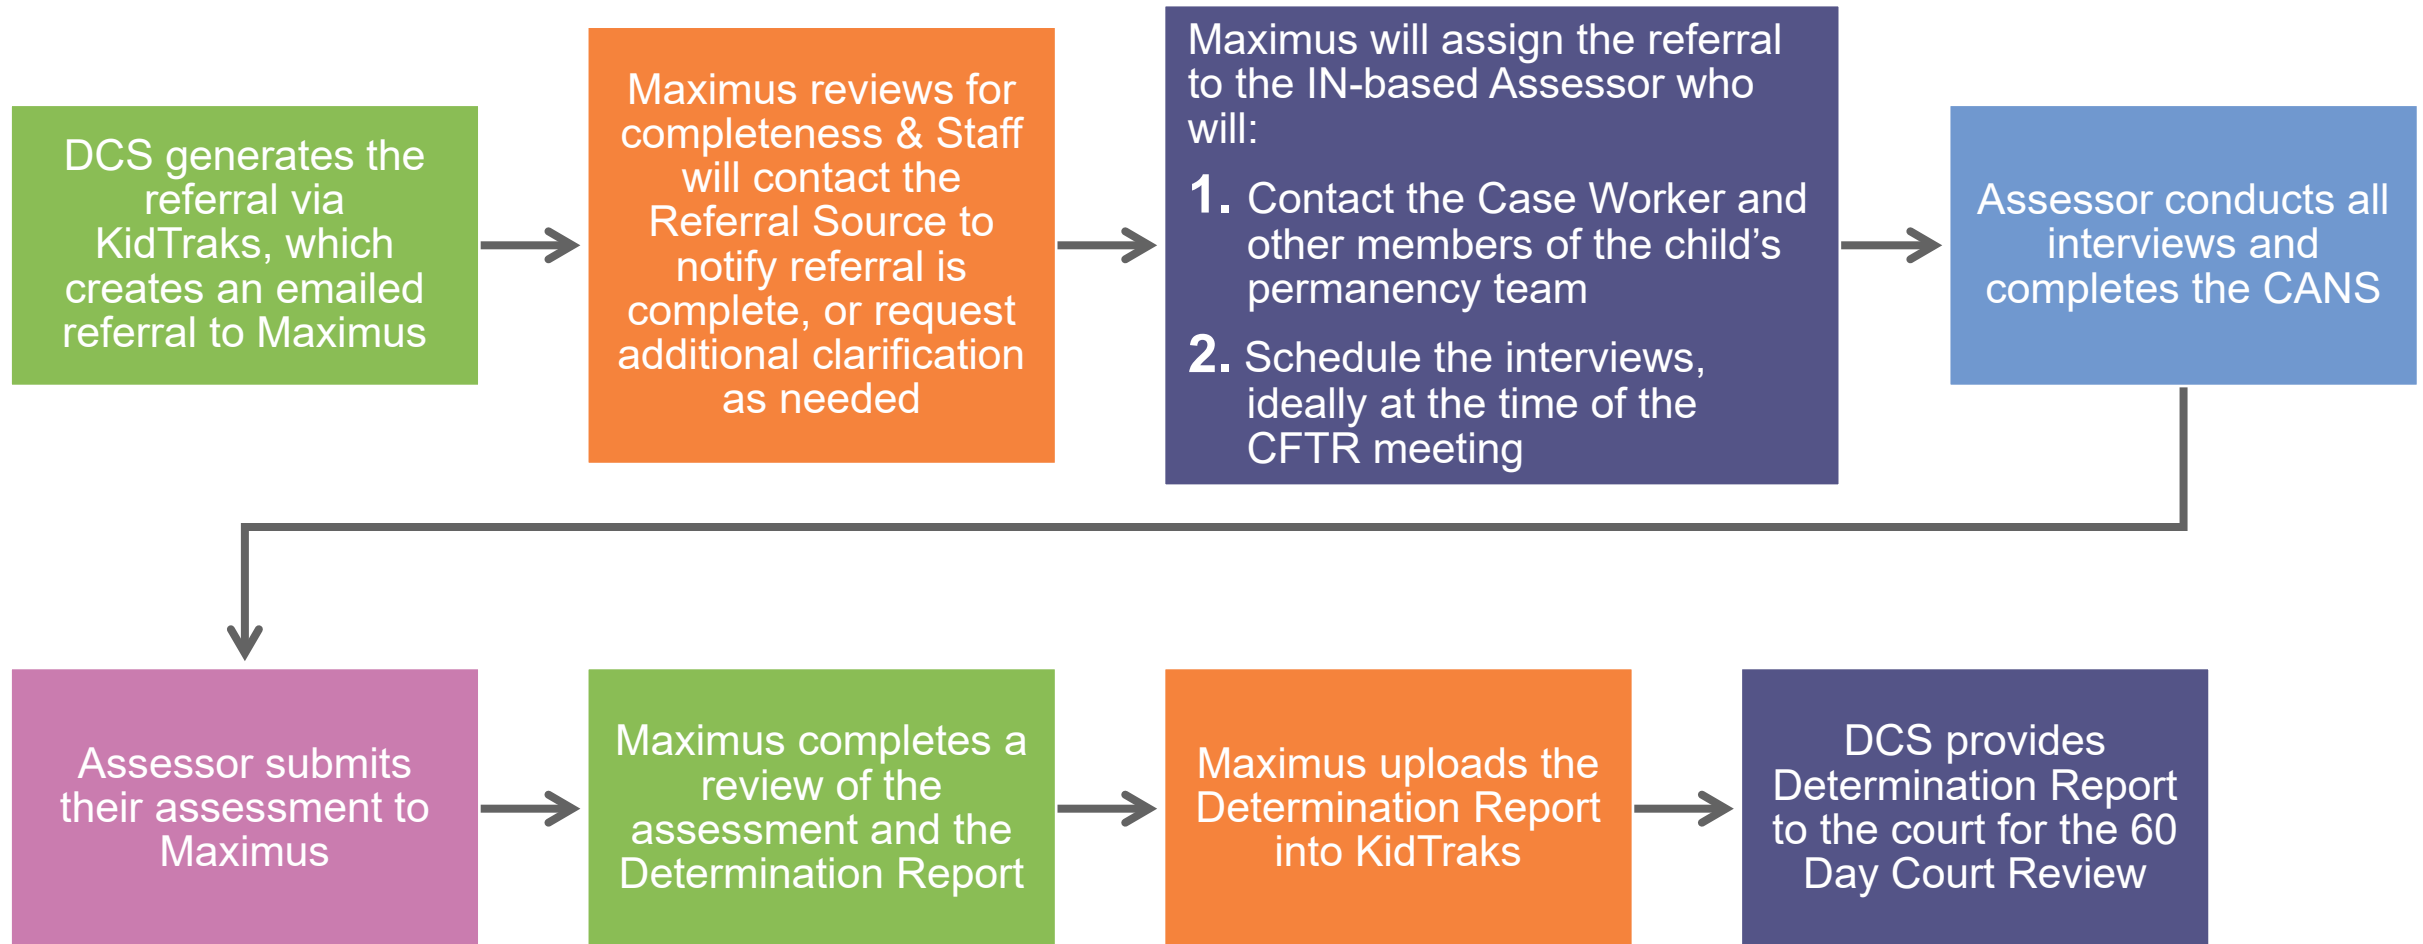 DCS generates the
referral via
KidTraks, which
creates an emailed
referral to Maximus
Maximus reviews for
completeness & Staff
will contact the
Referral Source to
notify referral is
complete, or request
additional clarification
as needed
Maximus will assign the referral
to the IN-based Assessor who
will:
1. Contact the Case Worker and
other members of the child’s
permanency team
2. Schedule the interviews,
ideally at the time of the
CFTR meeting
Assessor conducts all
interviews and
completes the CANS
Assessor submits
their assessment to
Maximus
Maximus completes a
review of the
assessment and the
Determination Report
Maximus uploads the
Determination Report
into KidTraks
DCS provides
Determination Report
to the court for the 60
Day Court Review